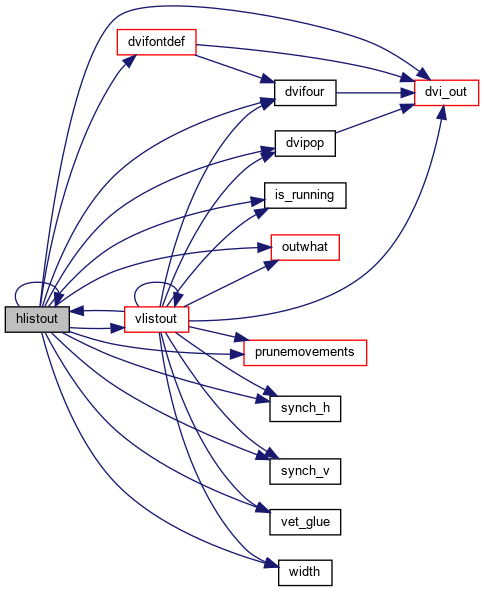 dvifontdef
dvi_out
dvifour
dvipop
is_running
outwhat
hlistout
vlistout
prunemovements
synch_h
synch_v
vet_glue
width